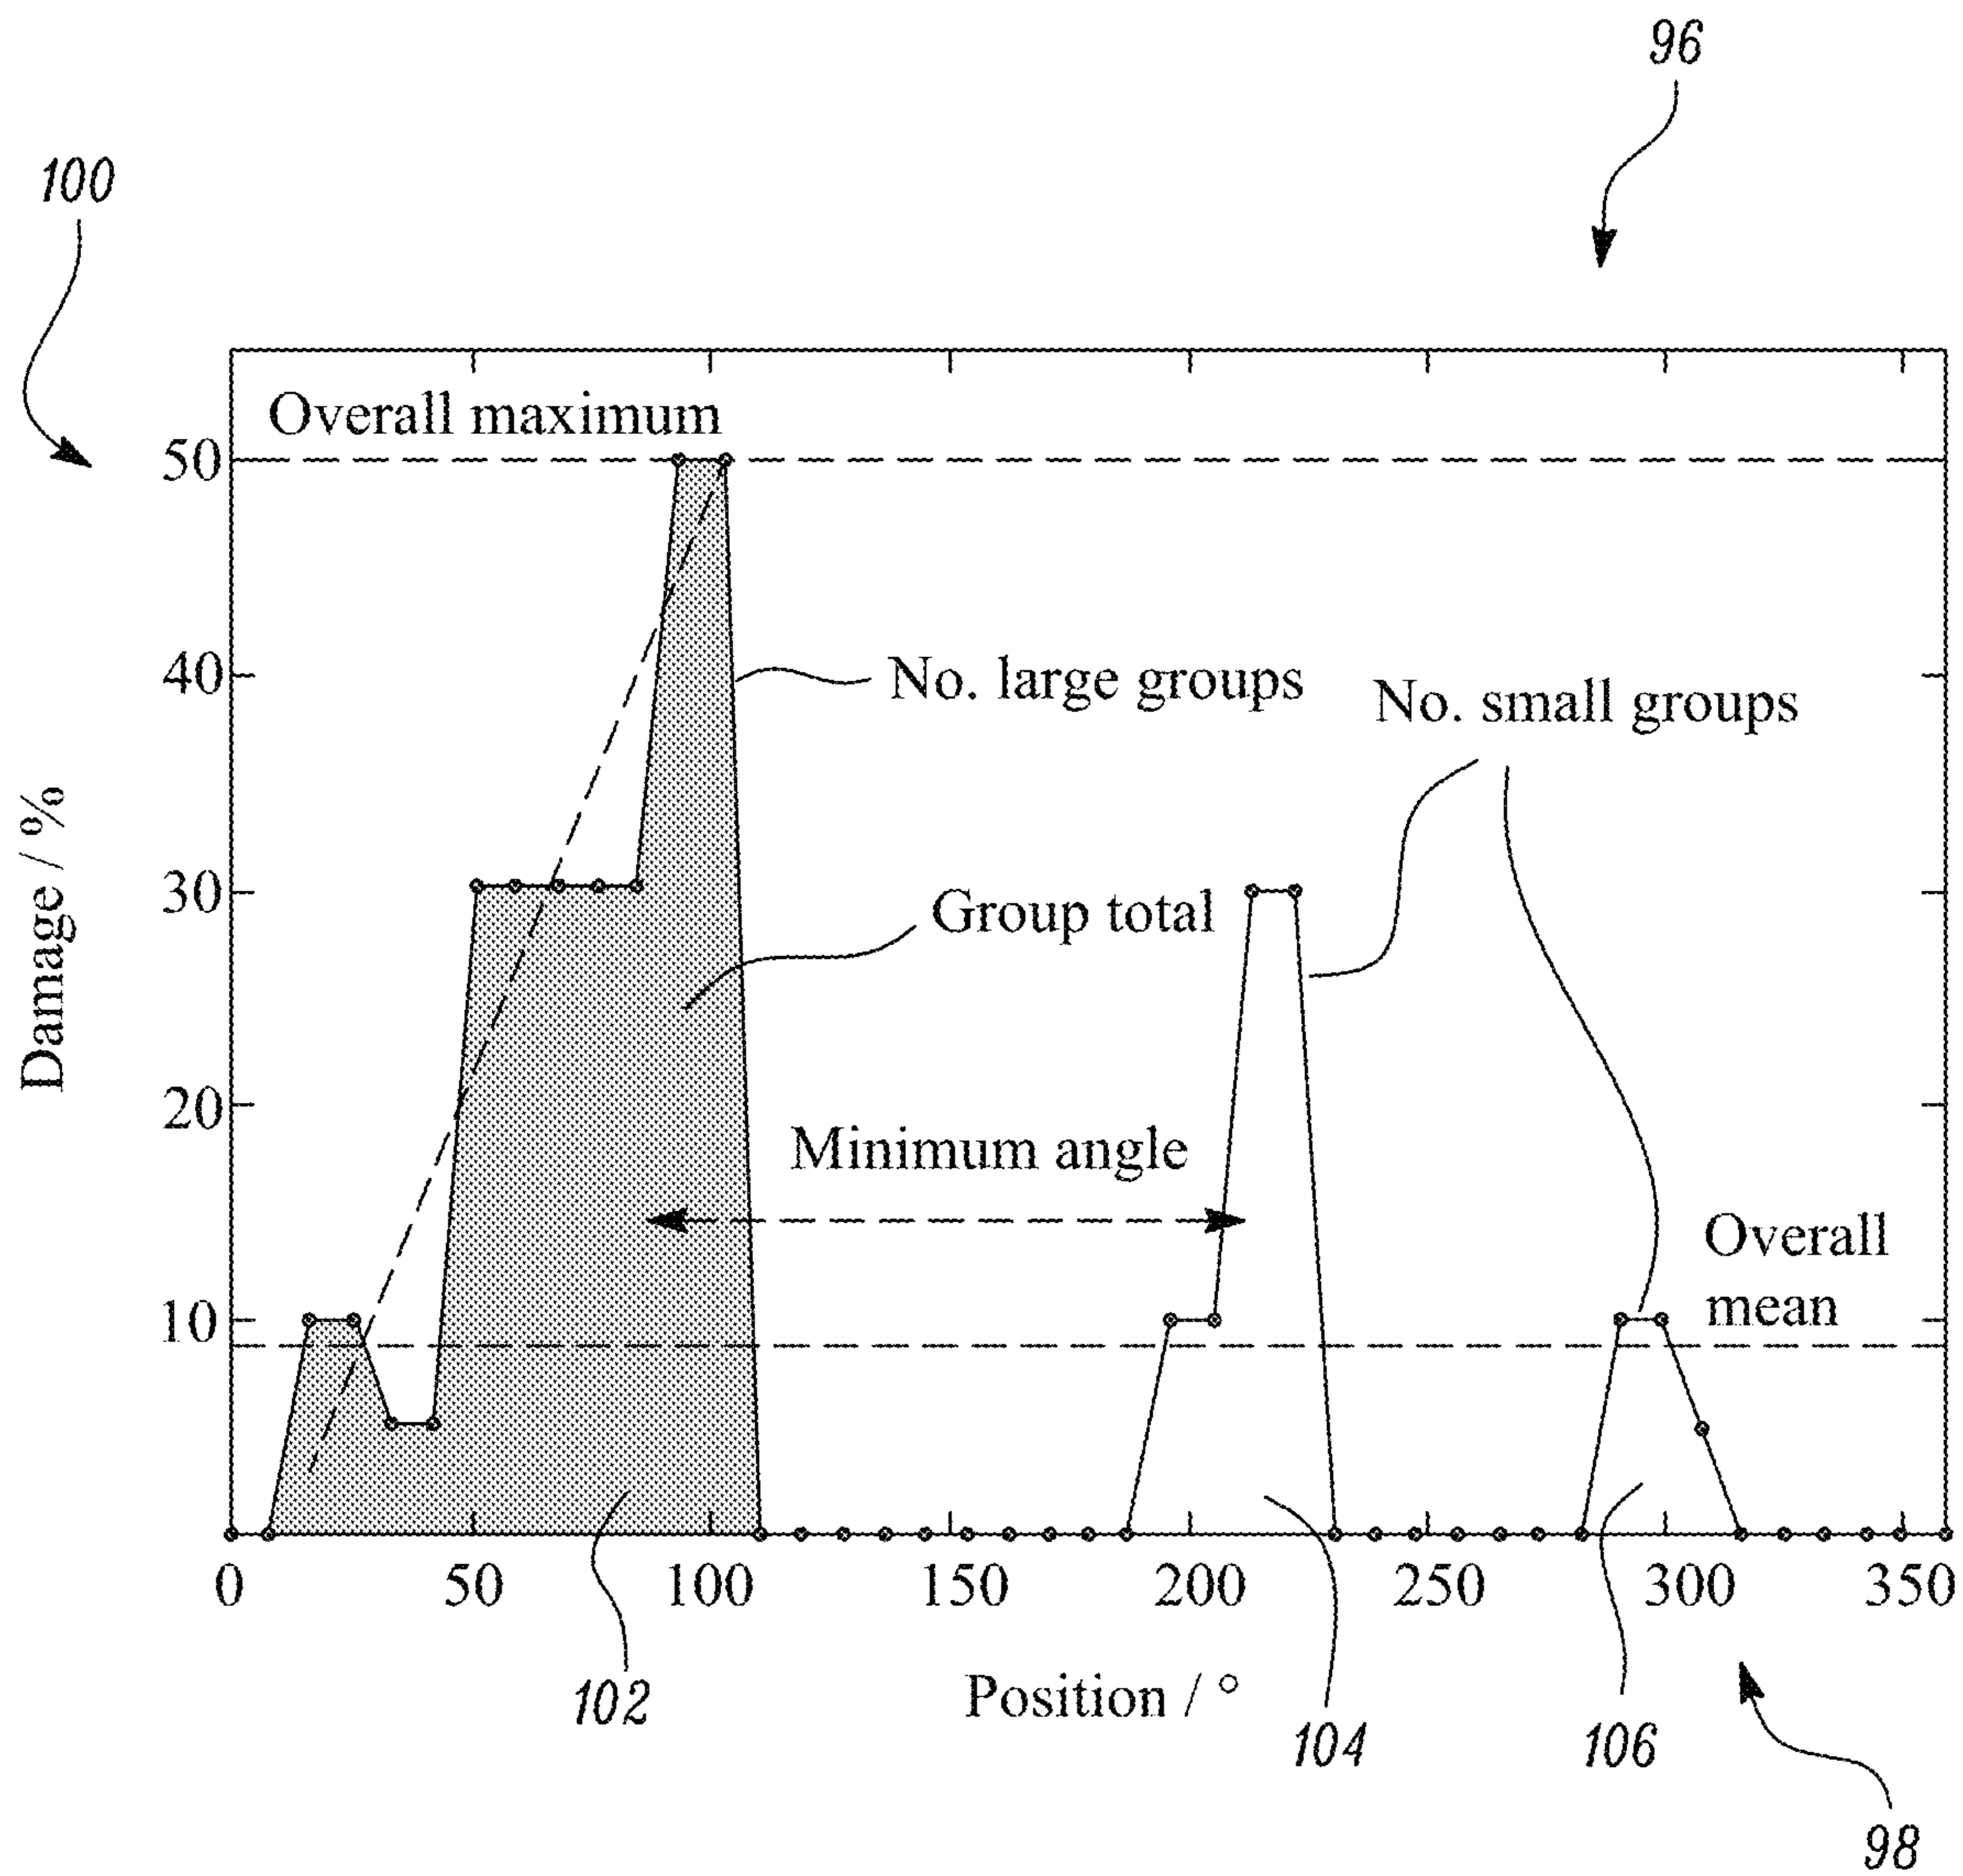 96
100
Overall maximum
50
40
No. large groups
No. small groups
30
Group total
Damage / %
20
Minimum angle
Overall
mean
10
0 50 100 150 200 250 300 350
102
Position / °
104
106
98